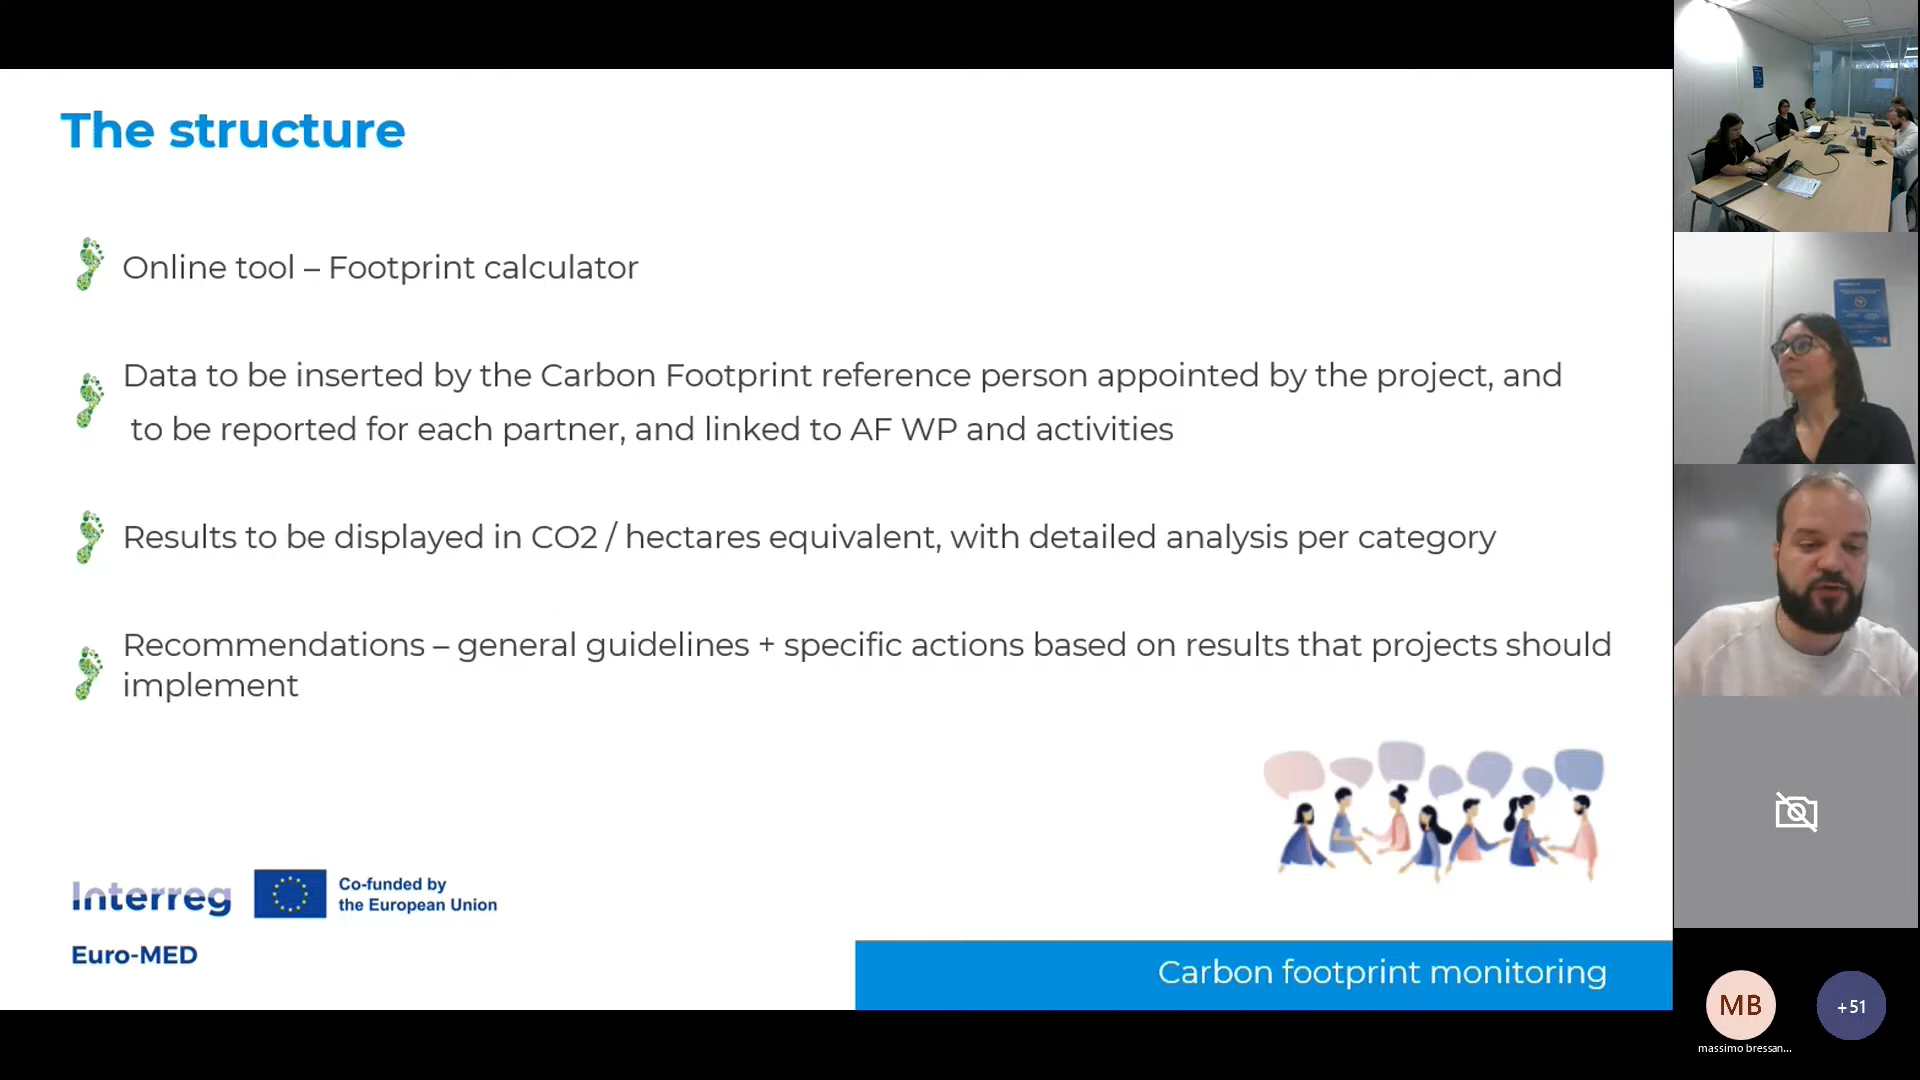 The structure
Online tool – Footprint calculator
Data to be inserted by the Carbon Footprint reference person appointed by the project, and
to be reported for each partner, and linked to AF WP and activities
Results to be displayed in CO2 / hectares equivalent, with detailed analysis per category
Recommendations – general guidelines + specific actions based on results that projects should
implement
Interreg
Co-funded by
the European Union
Euro-MED
Carbon footprint monitoring
MB
+51
massimo bressan...